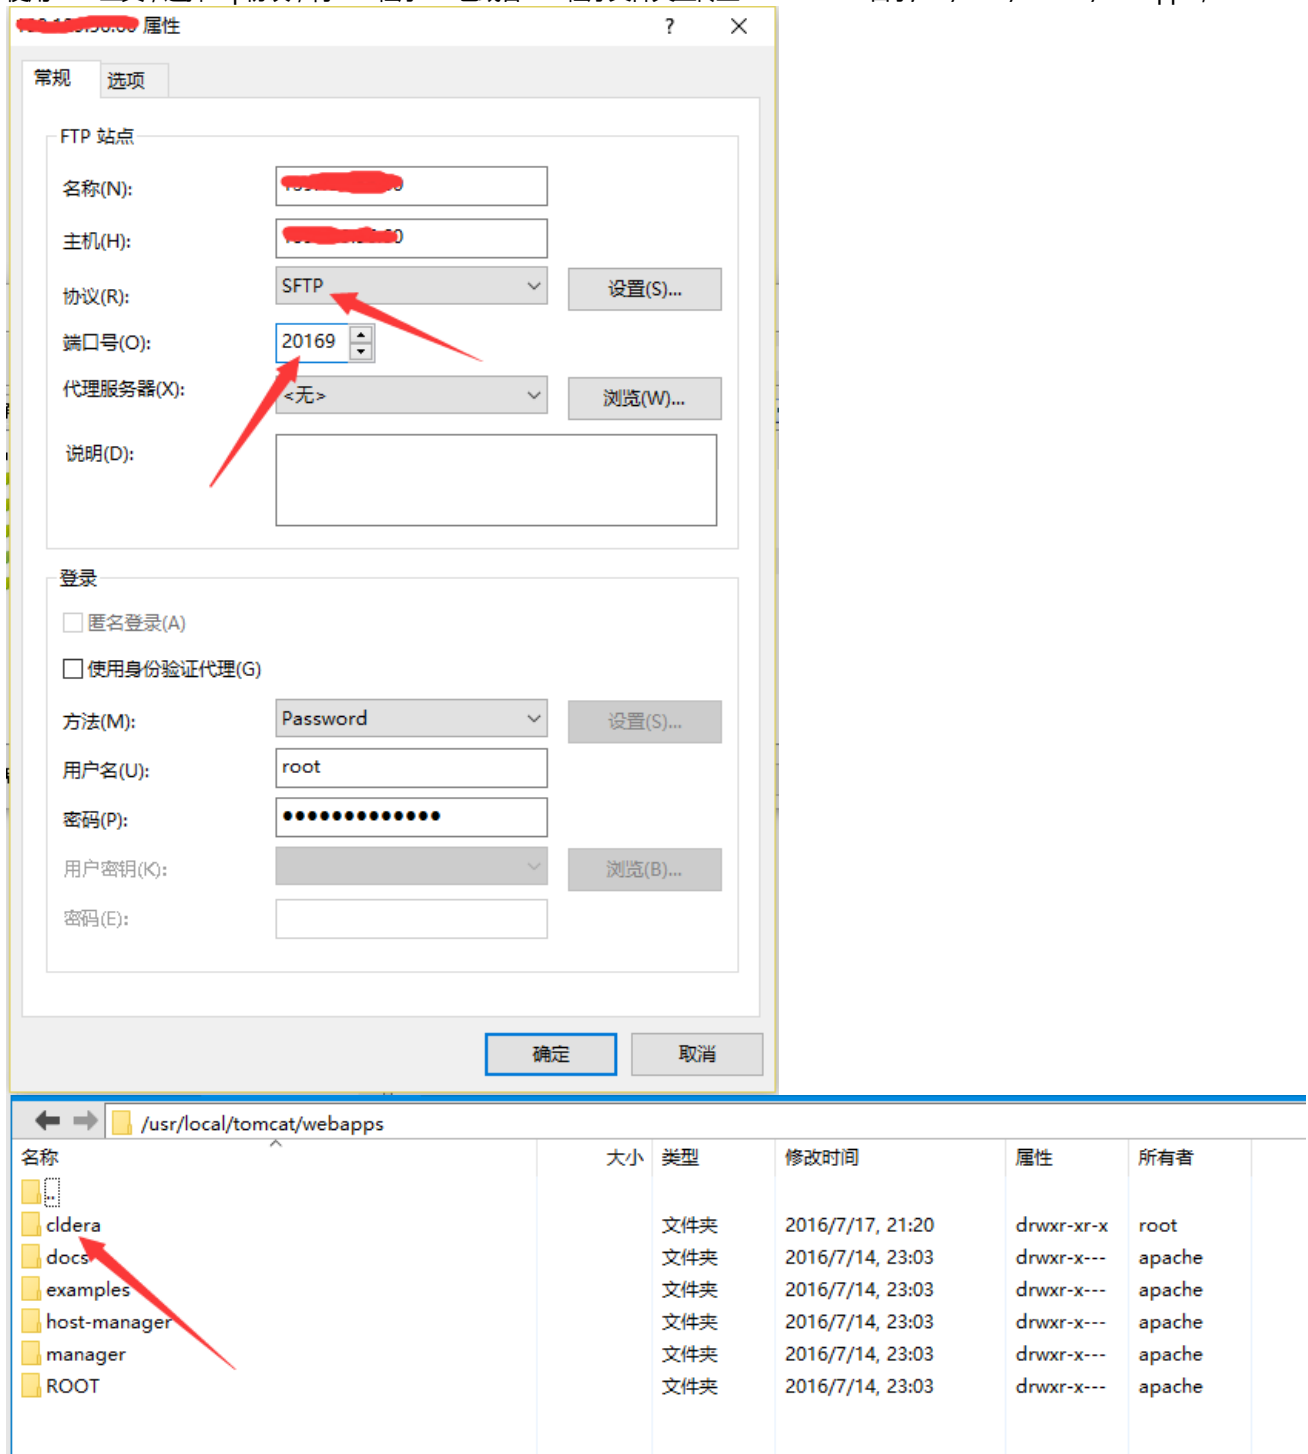 属性
?
常规
选项
FTP 站点
名称(N):
主机(H):
协议(R):
SFTP
设置(S)...
端口号(O):
20169
代理服务器(X):
<无>
浏览(W)...
说明(D):
登录
匿名登录(A)
使用身份验证代理(G)
方法(M):
Password
设置(S)...
用户名(U):
root
密码(P):
用户密钥(K):
浏览(B)...
密码(E):
确定
取消
/usr/local/tomcat/webapps
名称 大小 类型 修改时间 属性 所有者
..
cldera 文件夹 2016/7/17, 21:20 drwxr-xr-x root
docs 文件夹 2016/7/14, 23:03 drwxr-x--- apache
examples 文件夹 2016/7/14, 23:03 drwxr-x--- apache
host-manager 文件夹 2016/7/14, 23:03 drwxr-x--- apache
manager 文件夹 2016/7/14, 23:03 drwxr-x--- apache
ROOT 文件夹 2016/7/14, 23:03 drwxr-x--- apache